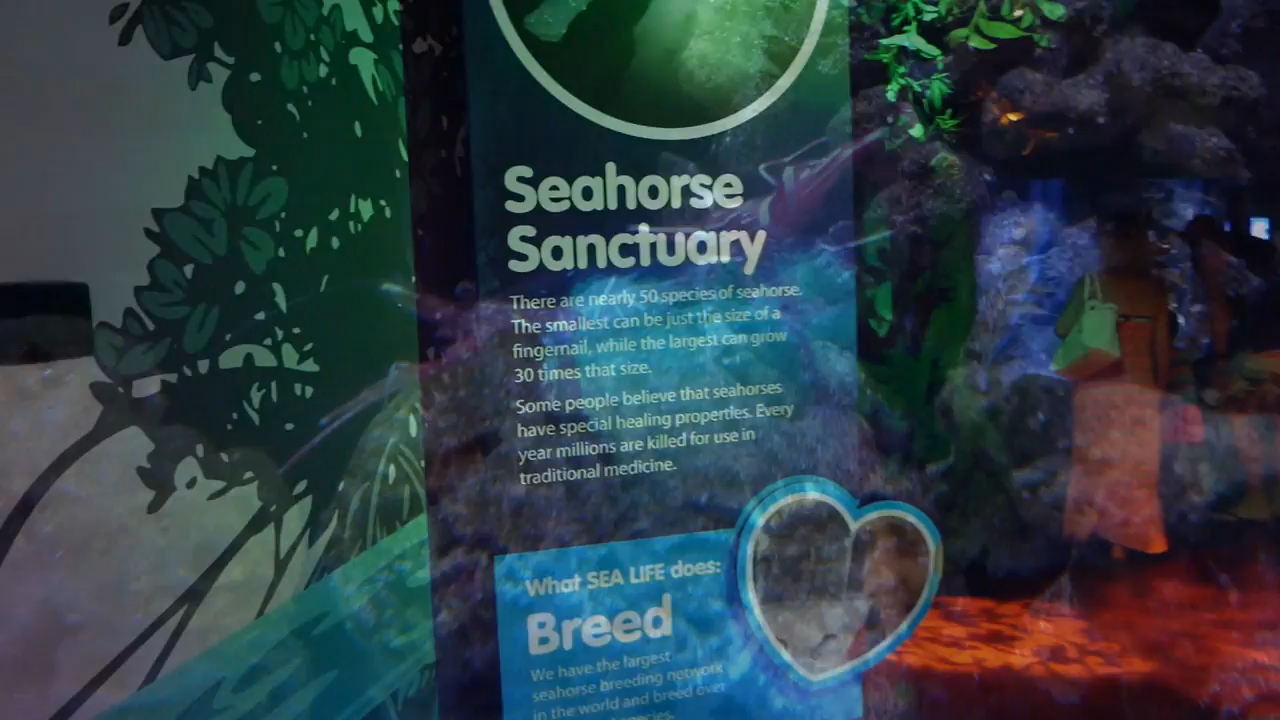 Seahorse
Sanctuary
There are nearly 50 species of seahorse.
The smallest can be just the size of a
fingernail, while the largest can grow
30 times that size.
Some people believe that seahorses
have special healing properties. Every
year millions are killed for use in
traditional medicine.
What SEA LIFE does:
Breed
We have the largest
seahorse breeding network
in the world and breed over
species.